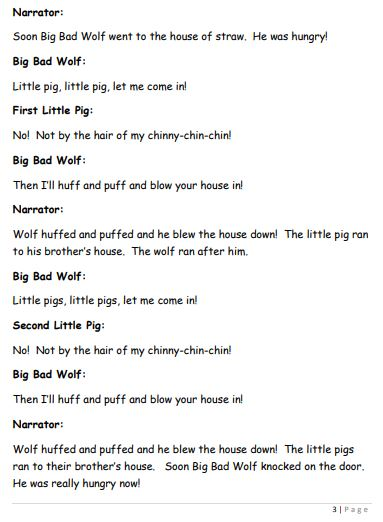 Narrator:
Soon Big Bad Wolf went to the house of straw.  He was hungry!
Big Bad Wolf:
Little pig, little pig, let me come in!
First Little Pig:
No!  Not by the hair of my chinny-chin-chin!
Big Bad Wolf:
Then I'll huff and puff and blow your house in!
Narrator:
Wolf huffed and puffed and he blew the house down!  The little pig ran
to his brother's house.  The wolf ran after him.
Big Bad Wolf:
Little pigs, little pigs, let me come in!
Second Little Pig:
No!  Not by the hair of my chinny-chin-chin!
Big Bad Wolf:
Then I'll huff and puff and blow your house in!
Narrator:
Wolf huffed and puffed and he blew the house down!  The little pigs
ran to their brother's house.   Soon Big Bad Wolf knocked on the door.
He was really hungry now!
3 | Page